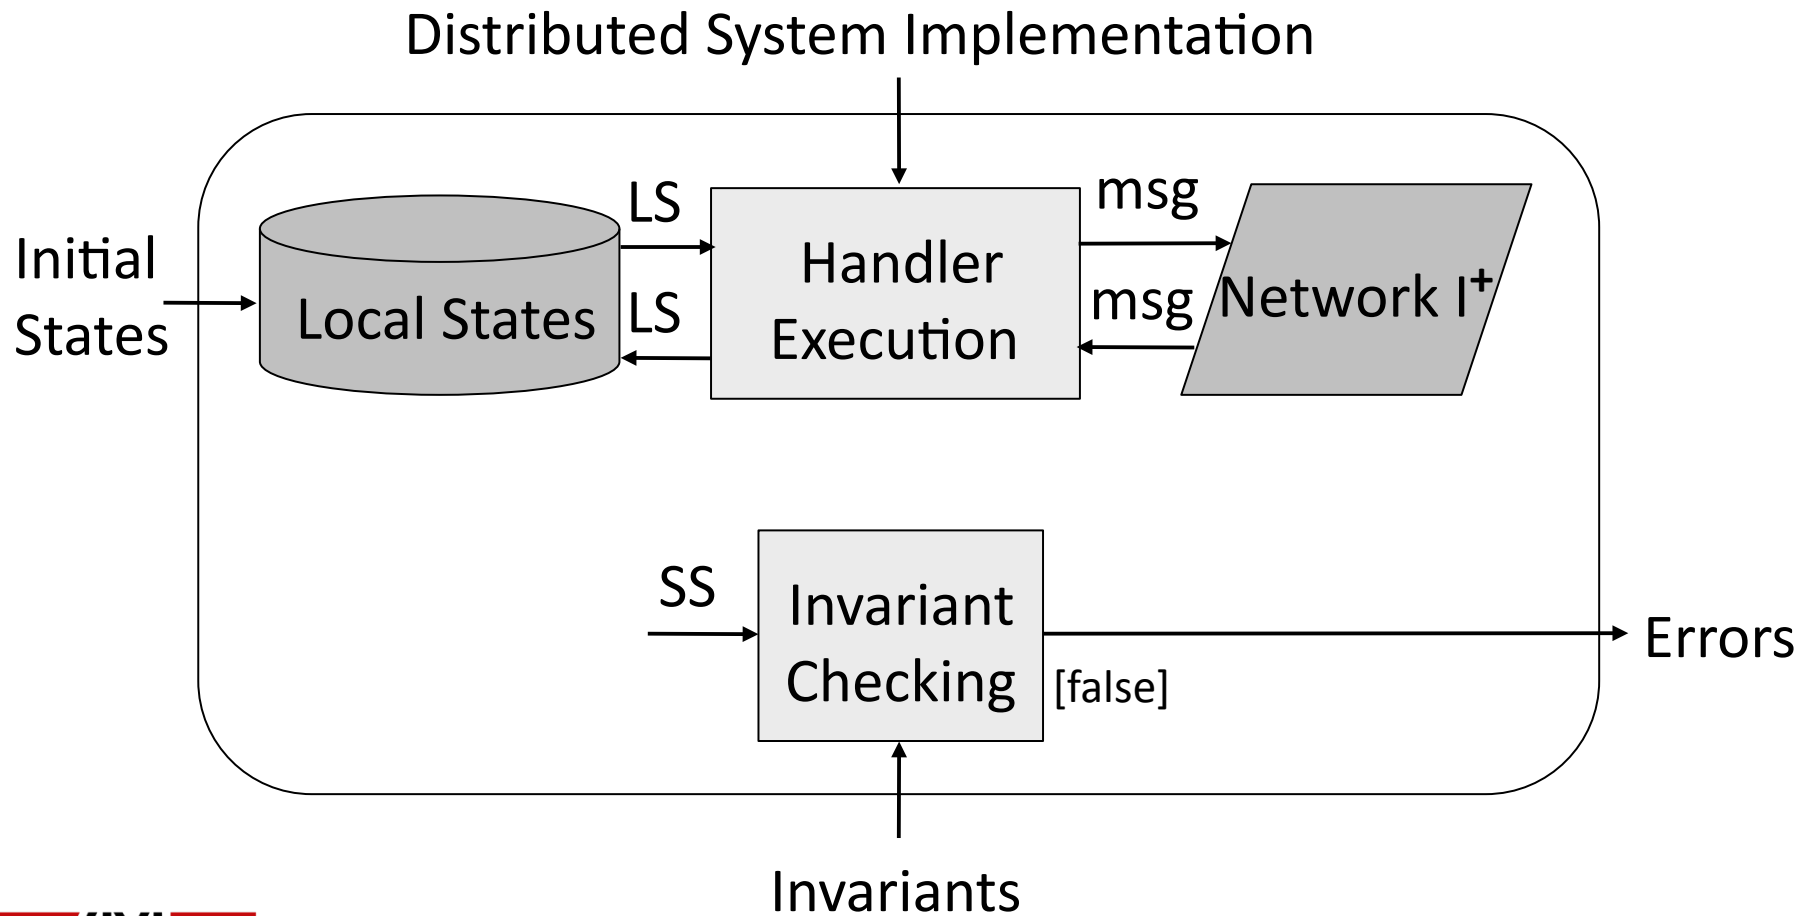 Distributed System Implementation
Initial
States
Local States
LS
LS
Handler
Execution
msg
msg
Network I⁺
SS
Invariant
Checking
[false]
Errors
Invariants